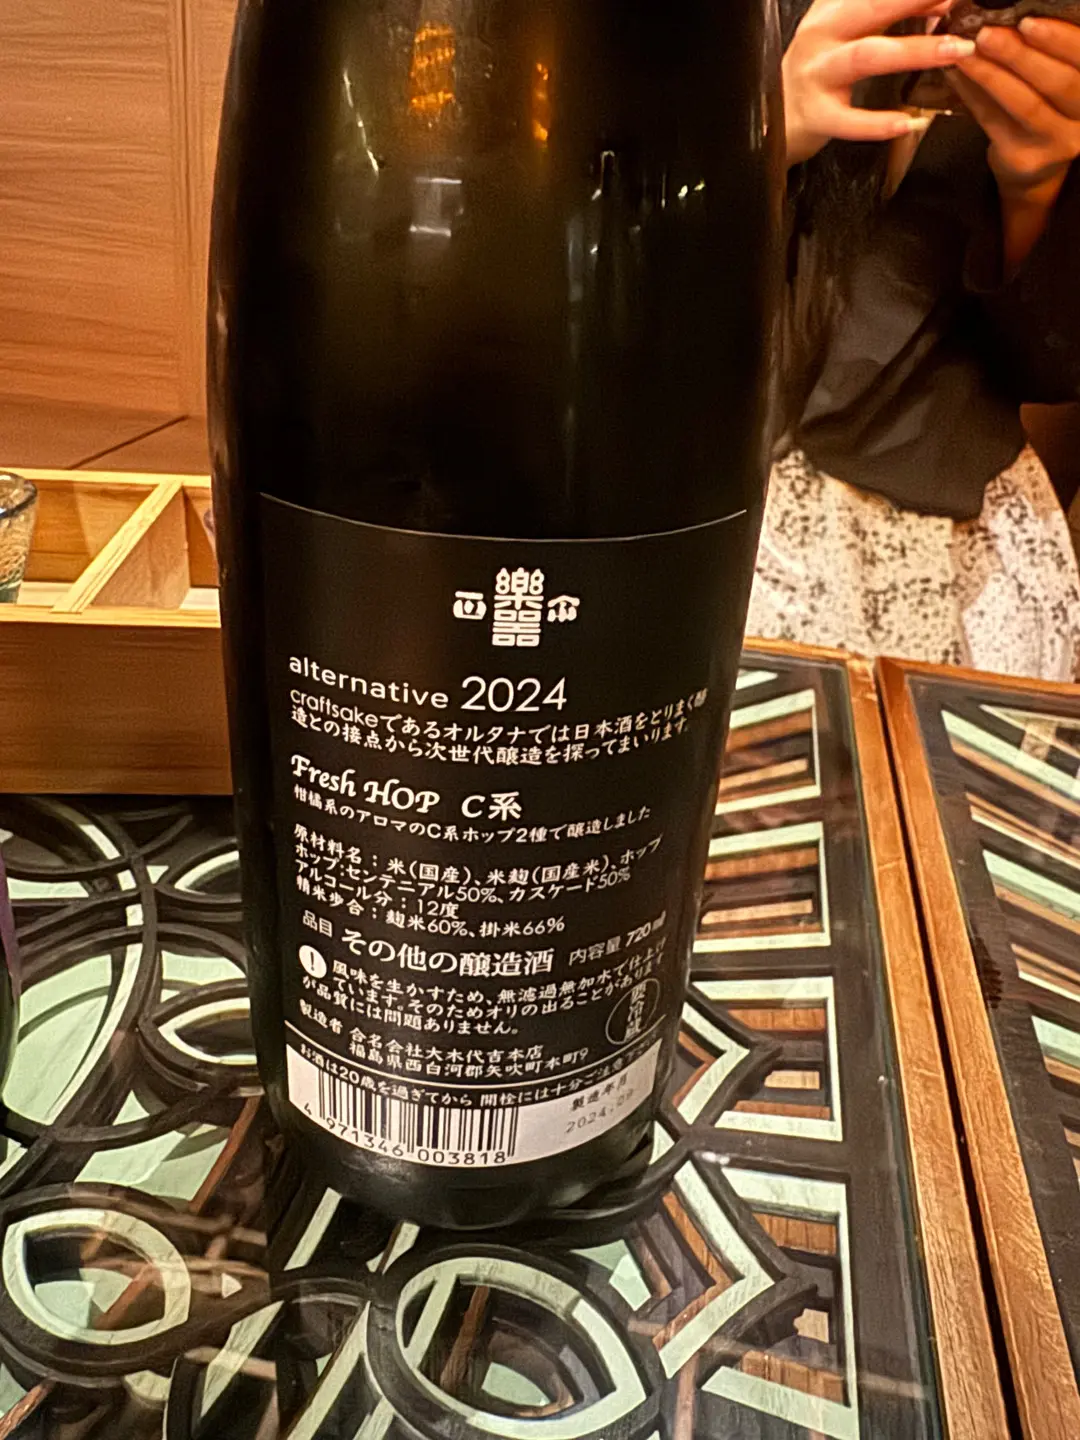 樂器
alternative 2024
craftsakeであるオルタナでは日本酒をとりまく醸
造との接点から次世代醸造を探ってまいります。
Fresh HOP C系
柑橘系のアロマのC系ホップ2種で醸造しました
原材料名：米(国産)、米麹(国産米)、ホップ
ホップ:センテニアル50%、カスケード50%
アルコール分：12度
精米歩合：麹米60%、掛米66%
品目 その他の醸造酒 内容量 720ml
! 風味を生かすため、無濾過無加水で仕上げ
ています。そのためオリの出ることがあります
が品質には問題ありません。
要冷蔵
製造者 合名会社大木代吉本店
福島県西白河郡矢吹町本町9
お酒は20歳を過ぎてから 開栓には十分ご注意下さい
製造年月
2024.09
4 971346 003818